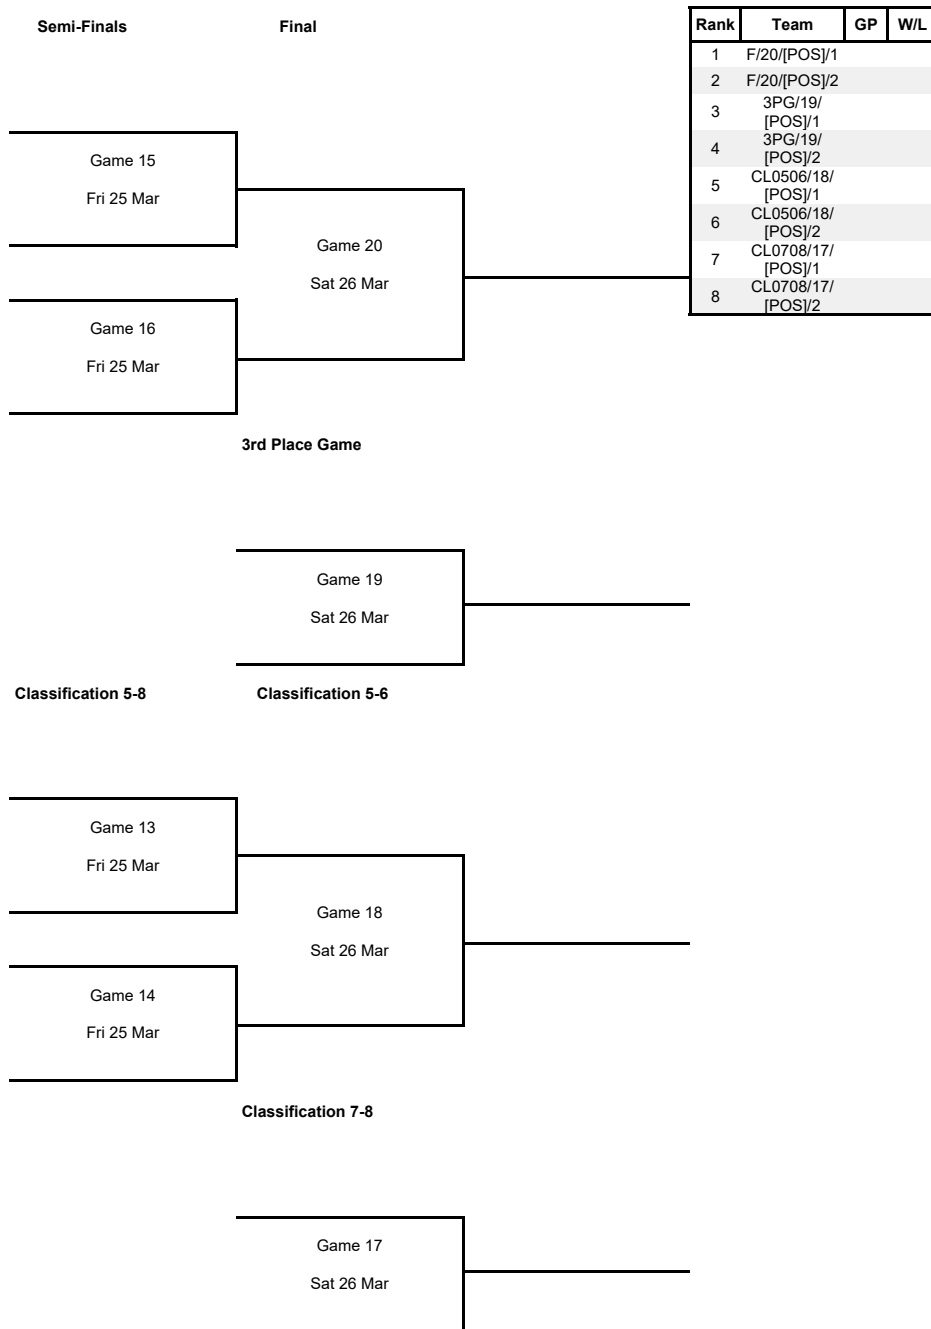 Semi-Finals Final
Rank Team GP W/L
1 F/20/[POS]/1
2 F/20/[POS]/2
3 3PG/19/
[POS]/1
4 3PG/19/
[POS]/2
5 CL0506/18/
[POS]/1
6 CL0506/18/
[POS]/2
7 CL0708/17/
[POS]/1
8 CL0708/17/
[POS]/2
Game 15
Fri 25 Mar
Game 20
Sat 26 Mar
Game 16
Fri 25 Mar
3rd Place Game
Game 19
Sat 26 Mar
Classification 5-8 Classification 5-6
Game 13
Fri 25 Mar
Game 18
Sat 26 Mar
Game 14
Fri 25 Mar
Classification 7-8
Game 17
Sat 26 Mar